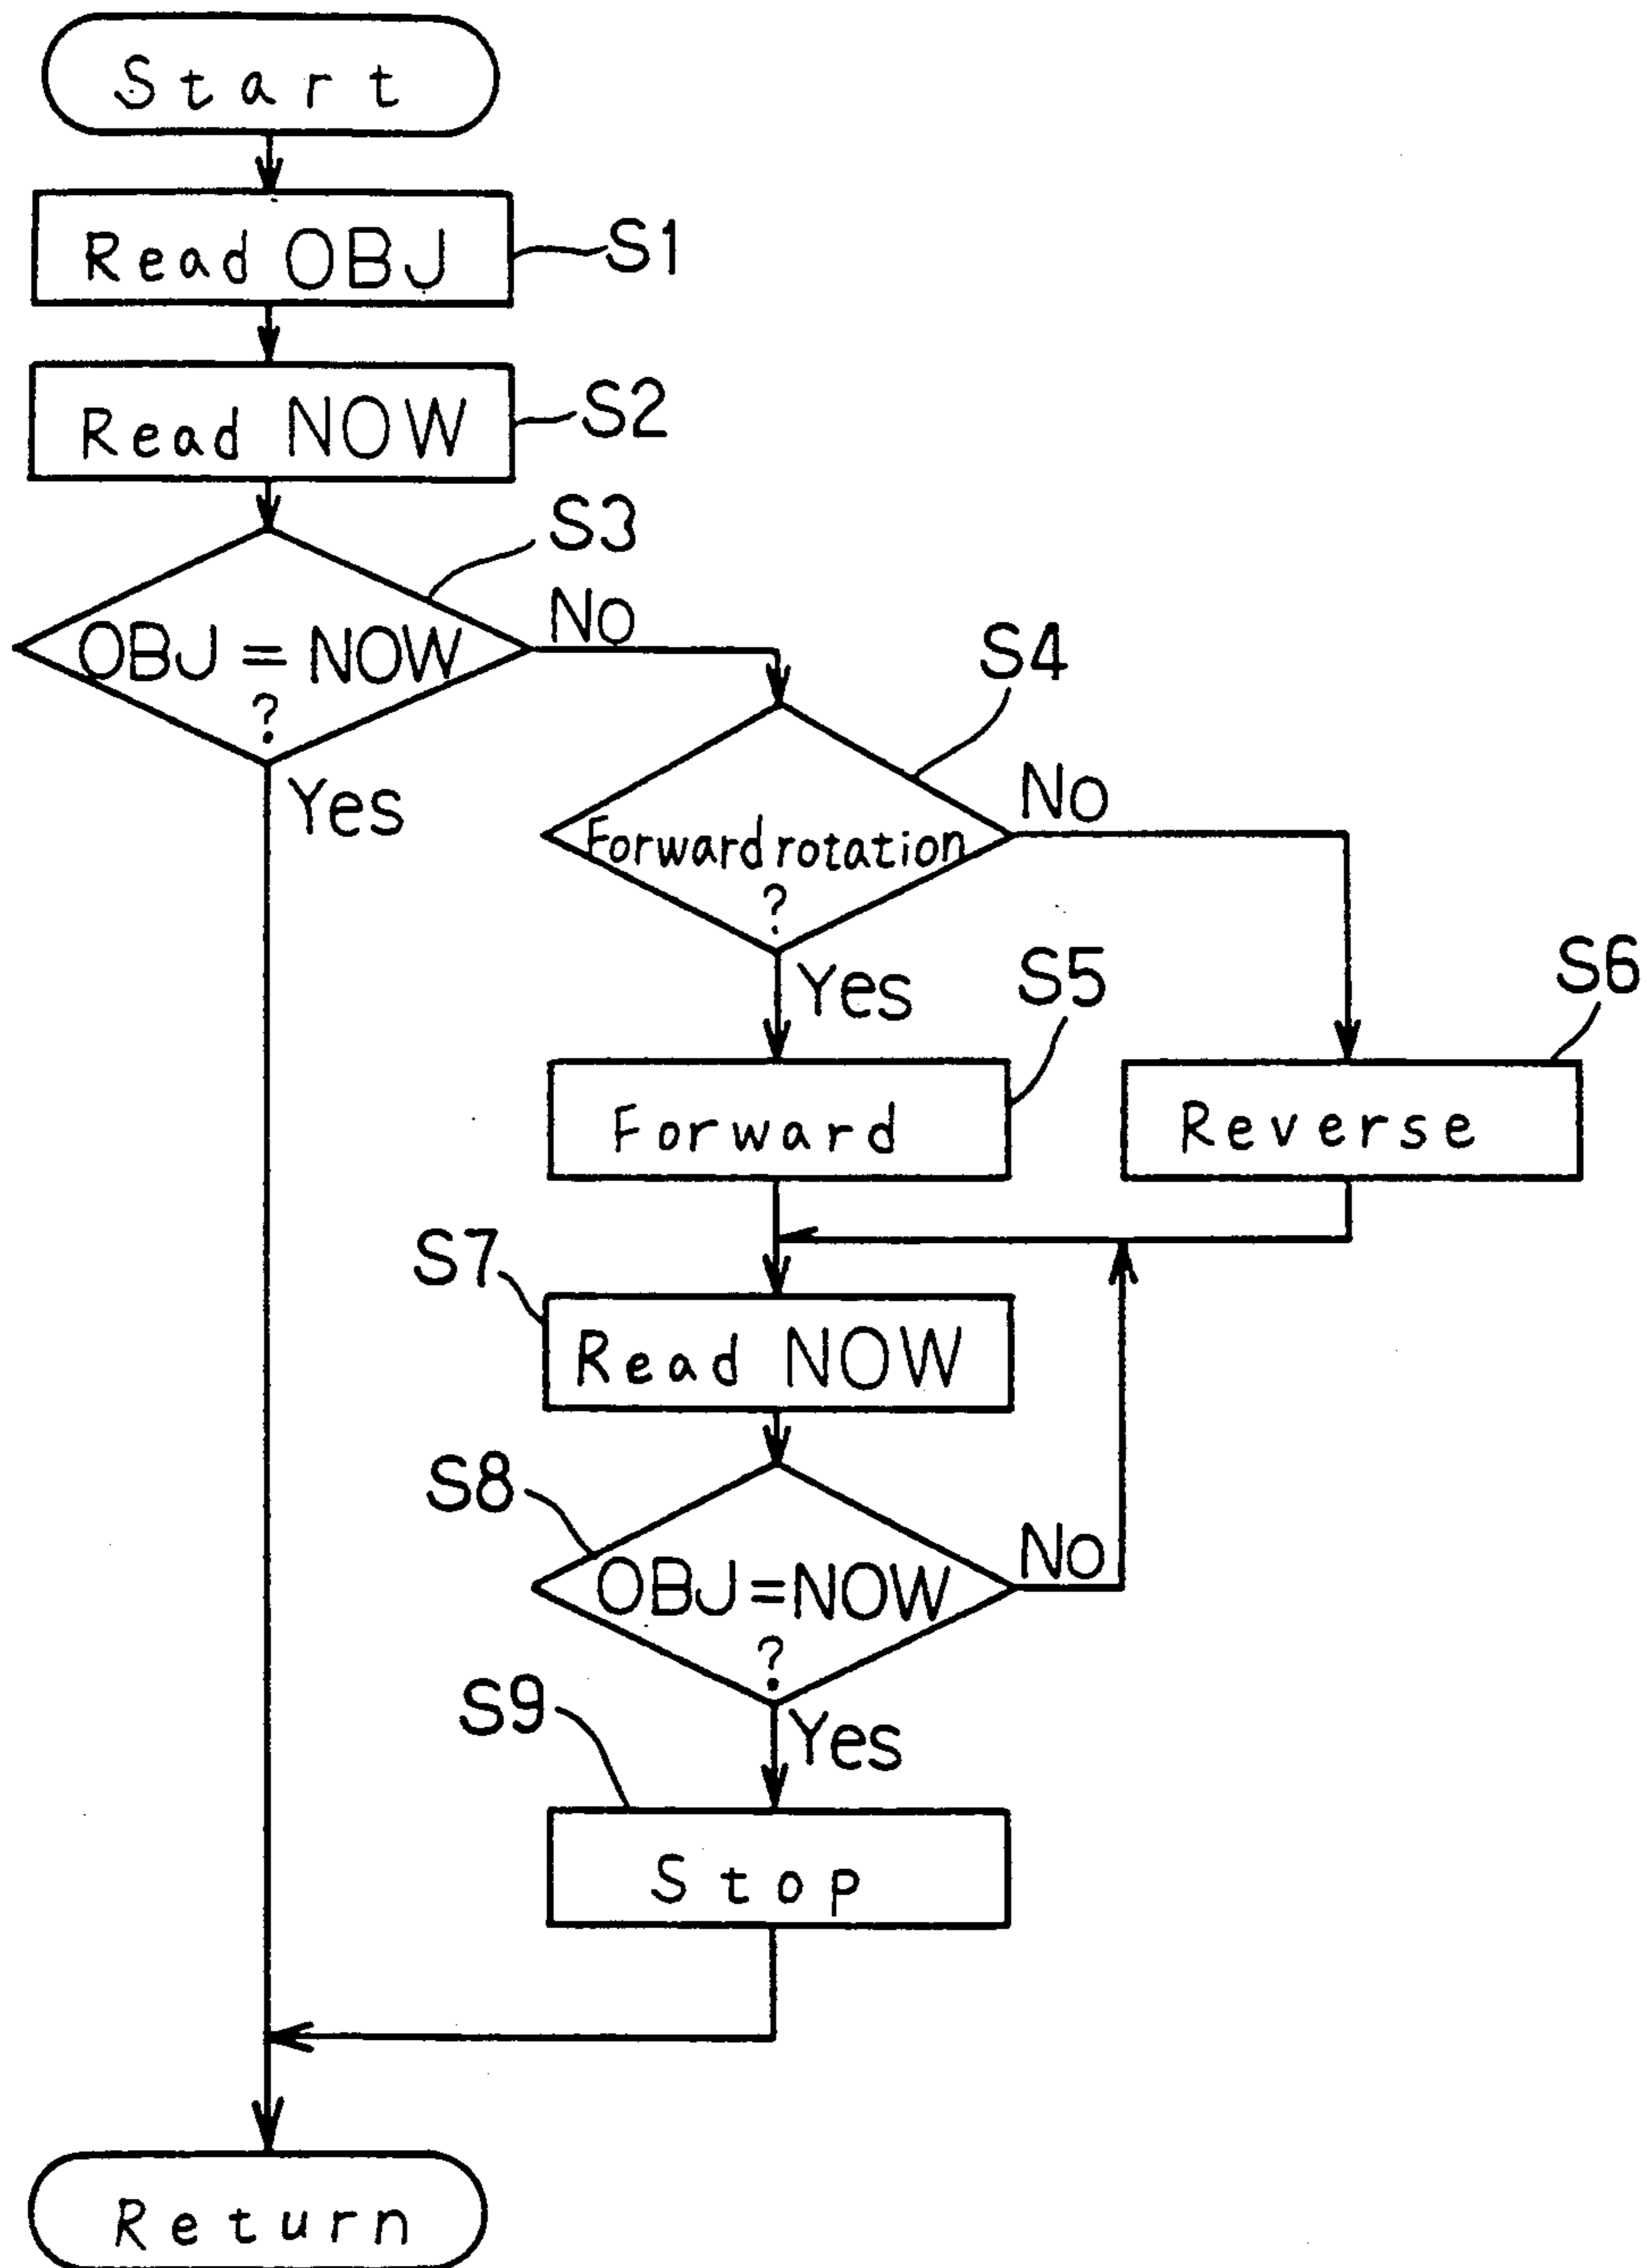 Start
Read OBJ
S1
Read NOW
S2
S3
OBJ = NOW
?
No
Yes
S4
Forward rotation
?
No
Yes
S5
S6
Forward
Reverse
S7
Read NOW
S8
OBJ = NOW
?
No
Yes
S9
Stop
Return